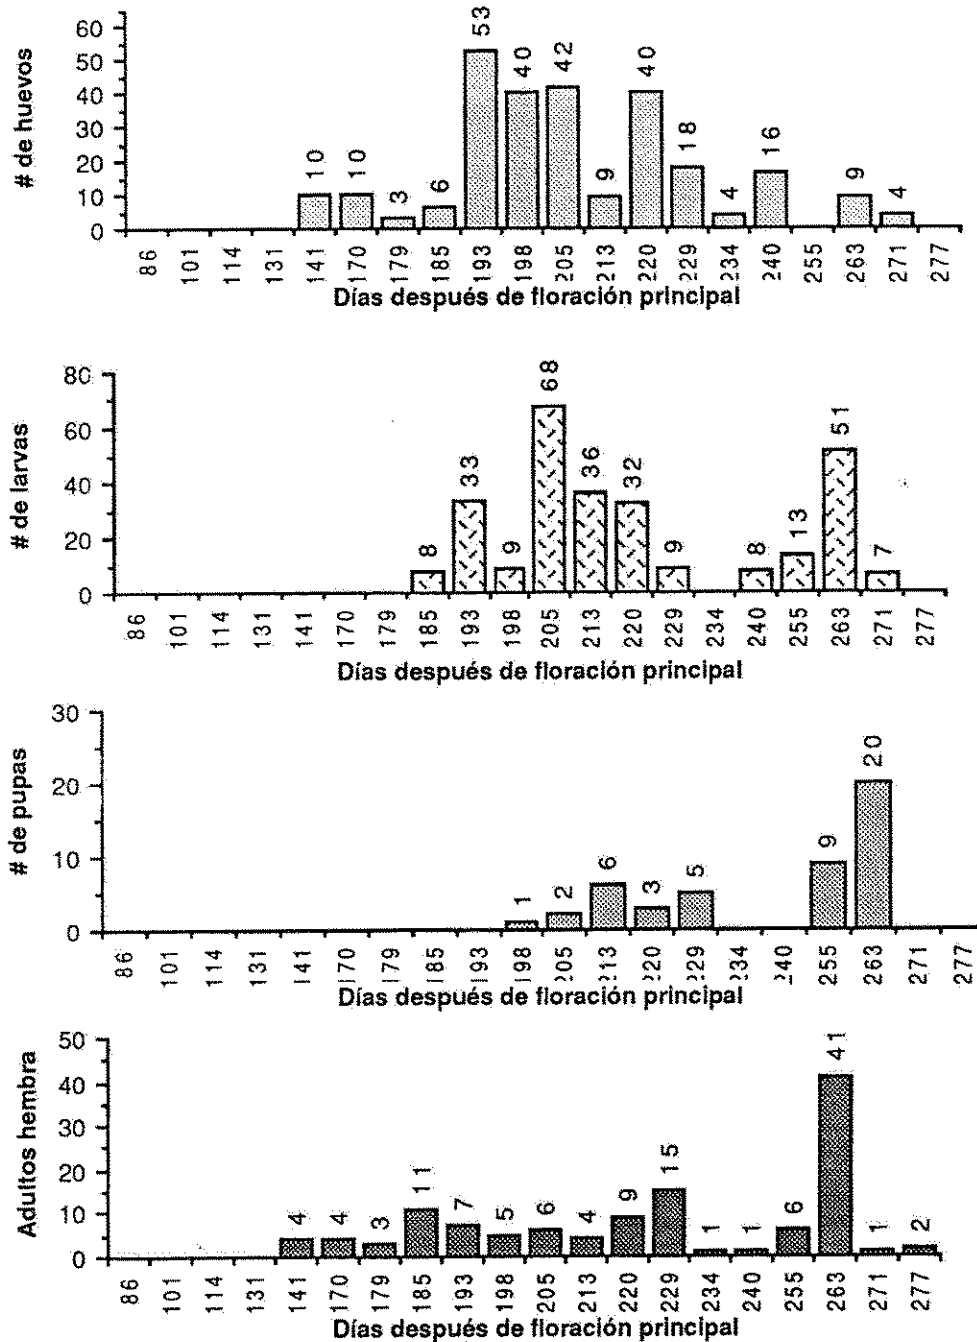 # de huevos
60
50
40
30
20
10
0
10 10 3 6 53 40 42 9 40 18 4 16 9 4
86 101 114 131 141 170 179 185 193 198 205 213 220 229 234 240 255 263 271 277
Días después de floración principal
# de larvas
80
60
40
20
0
8 33 9 68 36 32 9 8 13 51 7
86 101 114 131 141 170 179 185 193 198 205 213 220 229 234 240 255 263 271 277
Días después de floración principal
# de pupas
30
20
10
0
1 2 6 3 5 9 20
86 101 114 131 141 170 179 185 193 198 205 213 220 229 234 240 255 263 271 277
Días después de floración principal
Adultos hembra
50
40
30
20
10
0
4 4 3 11 7 5 6 4 9 15 1 1 6 41 1 2
86 101 114 131 141 170 179 185 193 198 205 213 220 229 234 240 255 263 271 277
Días después de floración principal